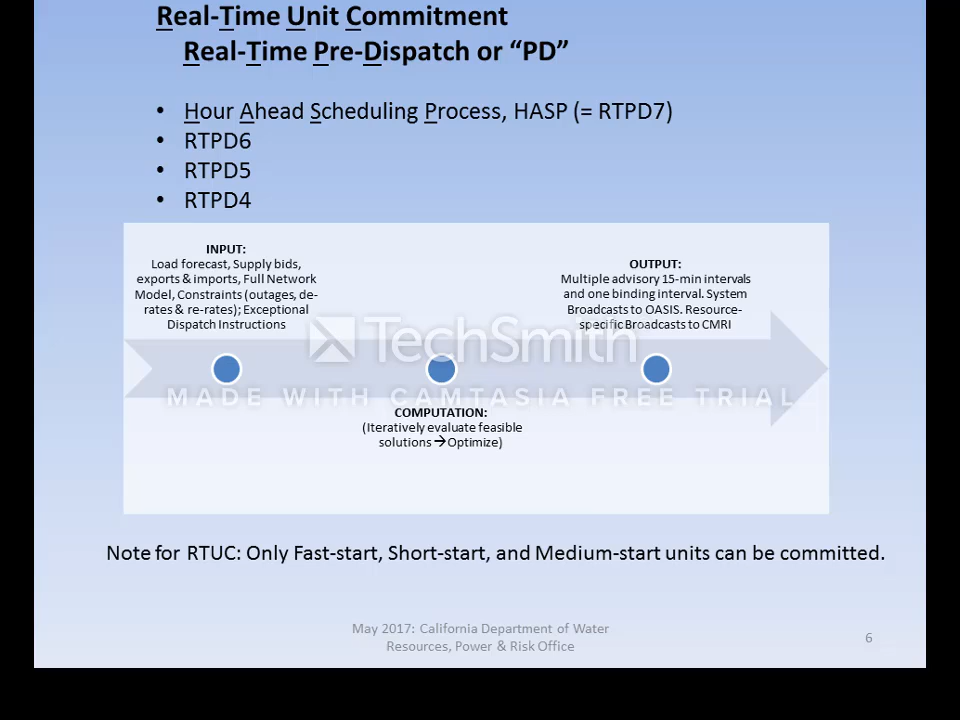 Real-Time Unit Commitment
Real-Time Pre-Dispatch or “PD”
• Hour Ahead Scheduling Process, HASP (= RTPD7)
• RTPD6
• RTPD5
• RTPD4
INPUT:
Load forecast, Supply bids,
exports & imports, Full Network
Model, Constraints (outages, de-
rates & re-rates); Exceptional
Dispatch Instructions
OUTPUT:
Multiple advisory 15-min intervals
and one binding interval. System
Broadcasts to OASIS. Resource-
specific Broadcasts to CMRI
TechSmith
MADE WITH CAMTASIA FREE TRIAL
COMPUTATION:
(Iteratively evaluate feasible
solutions → Optimize)
Note for RTUC: Only Fast-start, Short-start, and Medium-start units can be committed.
May 2017: California Department of Water
Resources, Power & Risk Office
6